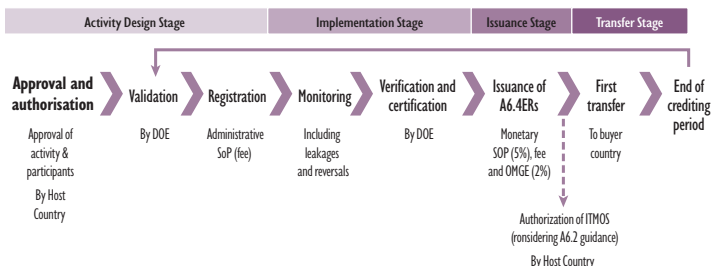 Activity Design Stage
Implementation Stage
Issuance Stage
Transfer Stage
Approval and
authorisation
Approval of
activity &
participants
By Host
Country
Validation
By DOE
Registration
Administrative
SoP (fee)
Monitoring
Including
leakages
and reversals
Verification and
certification
By DOE
Issuance of
A6.4ERs
Monetary
SOP (5%), fee
and OMGE (2%)
First
transfer
To buyer
country
End of
crediting
period
Authorization of ITMOS
(ronsidering A6.2 guidance)
By Host Country